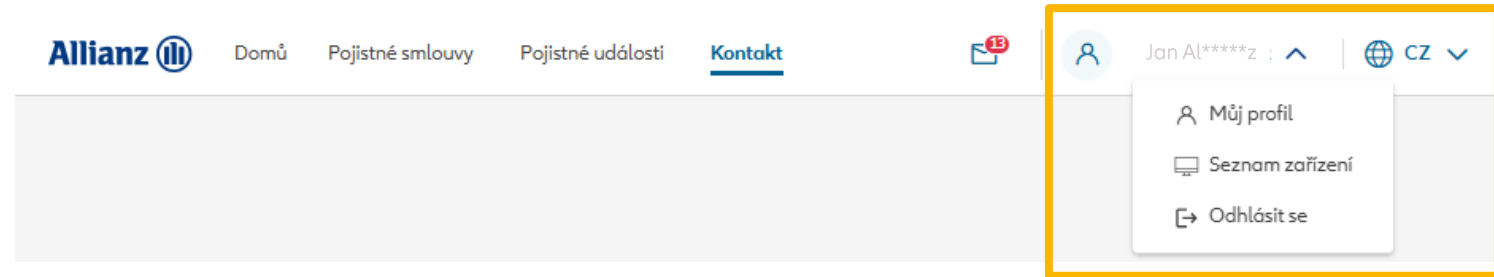 Allianz Domů Pojistné smlouvy Pojistné události Kontakt 13 Jan Al*****z CZ
Můj profil
Seznam zařízení
Odhlásit se